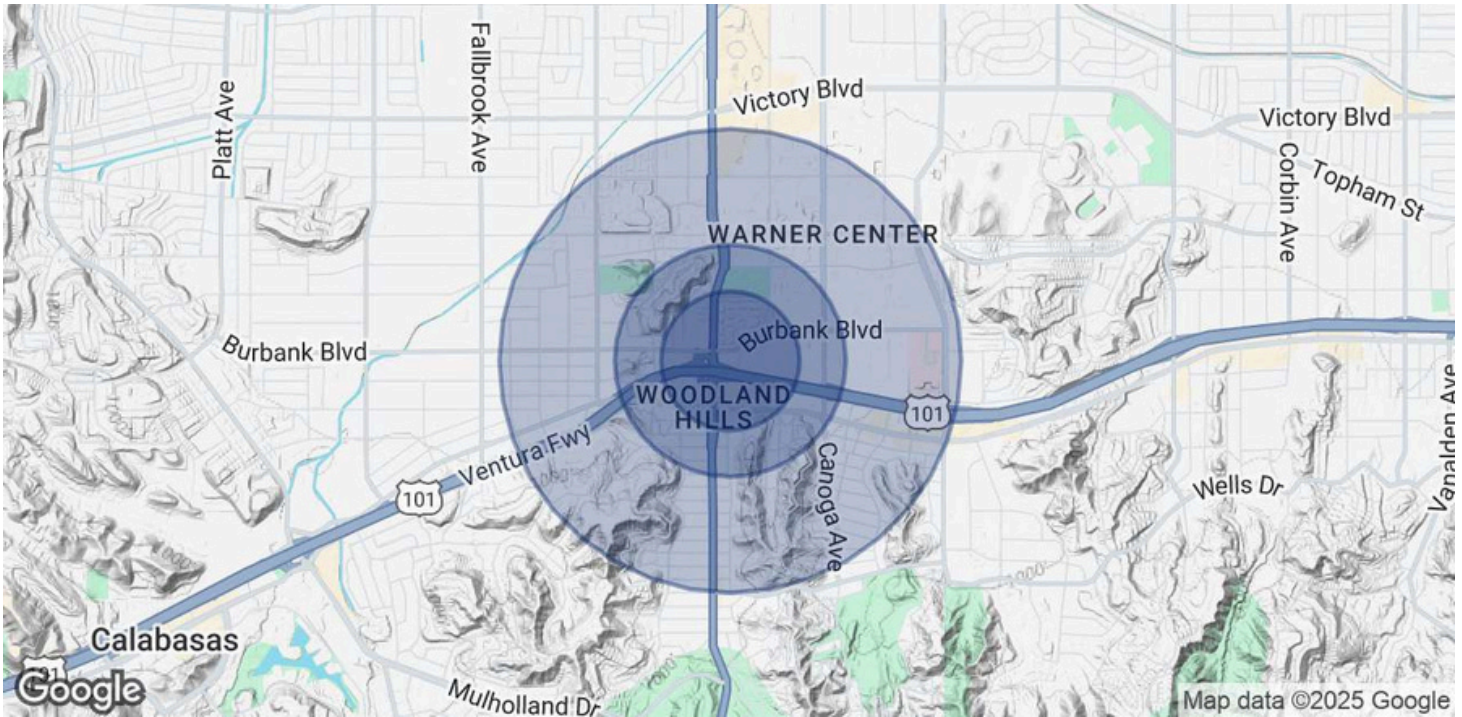 Platt Ave
Fallbrook Ave
Victory Blvd
Victory Blvd
Corbin Ave
Topham St
WARNER CENTER
Burbank Blvd
Burbank Blvd
WOODLAND
HILLS
101
Ventura Fwy
101
Canoga Ave
Wells Dr
Vanalden Ave
1000
Calabasas
101
Google
Mulholland Dr
Map data ©2025 Google